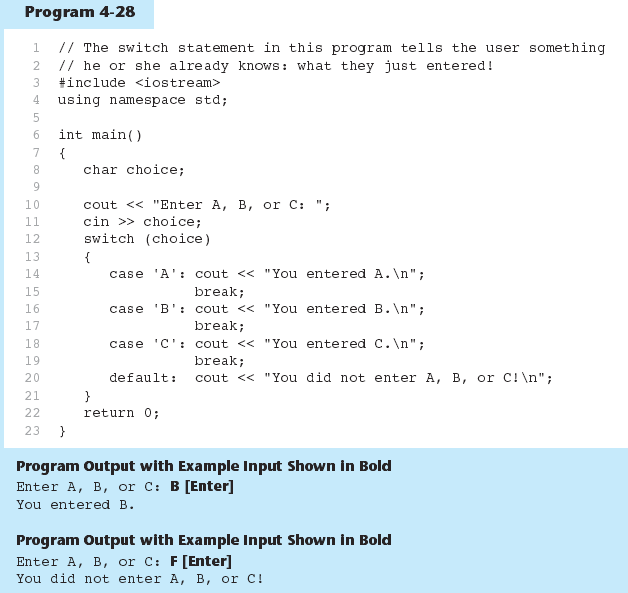 Program 4-28
1 // The switch statement in this program tells the user something
2 // he or she already knows: what they just entered!
3 #include <iostream>
4 using namespace std;
5
6 int main()
7 {
8 char choice;
9
10 cout << "Enter A, B, or C: ";
11 cin >> choice;
12 switch (choice)
13 {
14 case 'A': cout << "You entered A.\n";
15 break;
16 case 'B': cout << "You entered B.\n";
17 break;
18 case 'C': cout << "You entered C.\n";
19 break;
20 default: cout << "You did not enter A, B, or C!\n";
21 }
22 return 0;
23 }
Program Output with Example Input Shown in Bold
Enter A, B, or C: B [Enter]
You entered B.
Program Output with Example Input Shown in Bold
Enter A, B, or C: F [Enter]
You did not enter A, B, or C!